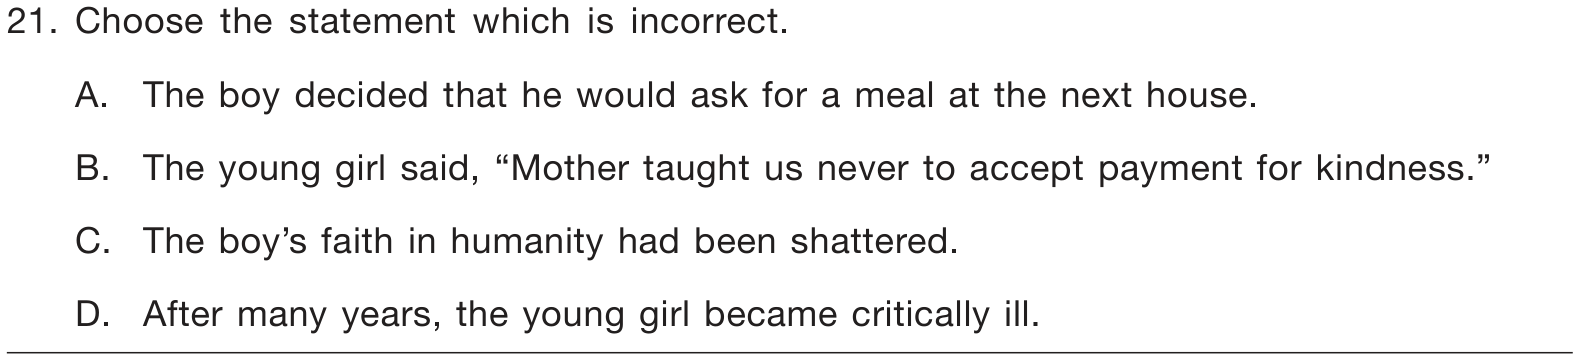 21. Choose the statement which is incorrect.
A. The boy decided that he would ask for a meal at the next house.
B. The young girl said, “Mother taught us never to accept payment for kindness.”
C. The boy’s faith in humanity had been shattered.
D. After many years, the young girl became critically ill.